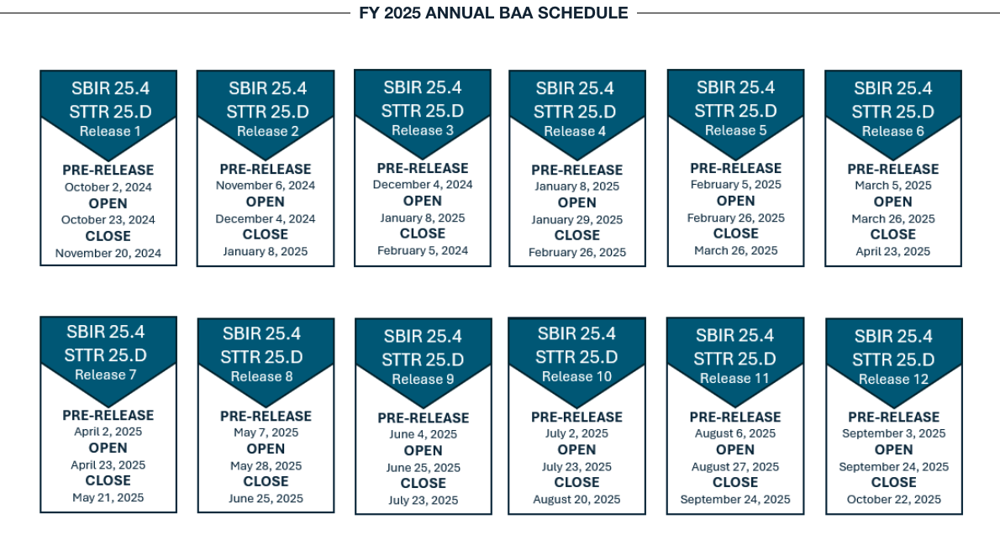 FY 2025 ANNUAL BAA SCHEDULE
SBIR 25.4
STTR 25.D
Release 1
PRE-RELEASE
October 2, 2024
OPEN
October 23, 2024
CLOSE
November 20, 2024
SBIR 25.4
STTR 25.D
Release 2
PRE-RELEASE
November 6, 2024
OPEN
December 4, 2024
CLOSE
January 8, 2025
SBIR 25.4
STTR 25.D
Release 3
PRE-RELEASE
December 4, 2024
OPEN
January 8, 2025
CLOSE
February 5, 2024
SBIR 25.4
STTR 25.D
Release 4
PRE-RELEASE
January 8, 2025
OPEN
January 29, 2025
CLOSE
February 26, 2025
SBIR 25.4
STTR 25.D
Release 5
PRE-RELEASE
February 5, 2025
OPEN
February 26, 2025
CLOSE
March 26, 2025
SBIR 25.4
STTR 25.D
Release 6
PRE-RELEASE
March 5, 2025
OPEN
March 26, 2025
CLOSE
April 23, 2025
SBIR 25.4
STTR 25.D
Release 7
PRE-RELEASE
April 2, 2025
OPEN
April 23, 2025
CLOSE
May 21, 2025
SBIR 25.4
STTR 25.D
Release 8
PRE-RELEASE
May 7, 2025
OPEN
May 28, 2025
CLOSE
June 25, 2025
SBIR 25.4
STTR 25.D
Release 9
PRE-RELEASE
June 4, 2025
OPEN
June 25, 2025
CLOSE
July 23, 2025
SBIR 25.4
STTR 25.D
Release 10
PRE-RELEASE
July 2, 2025
OPEN
July 23, 2025
CLOSE
August 20, 2025
SBIR 25.4
STTR 25.D
Release 11
PRE-RELEASE
August 6, 2025
OPEN
August 27, 2025
CLOSE
September 24, 2025
SBIR 25.4
STTR 25.D
Release 12
PRE-RELEASE
September 3, 2025
OPEN
September 24, 2025
CLOSE
October 22, 2025